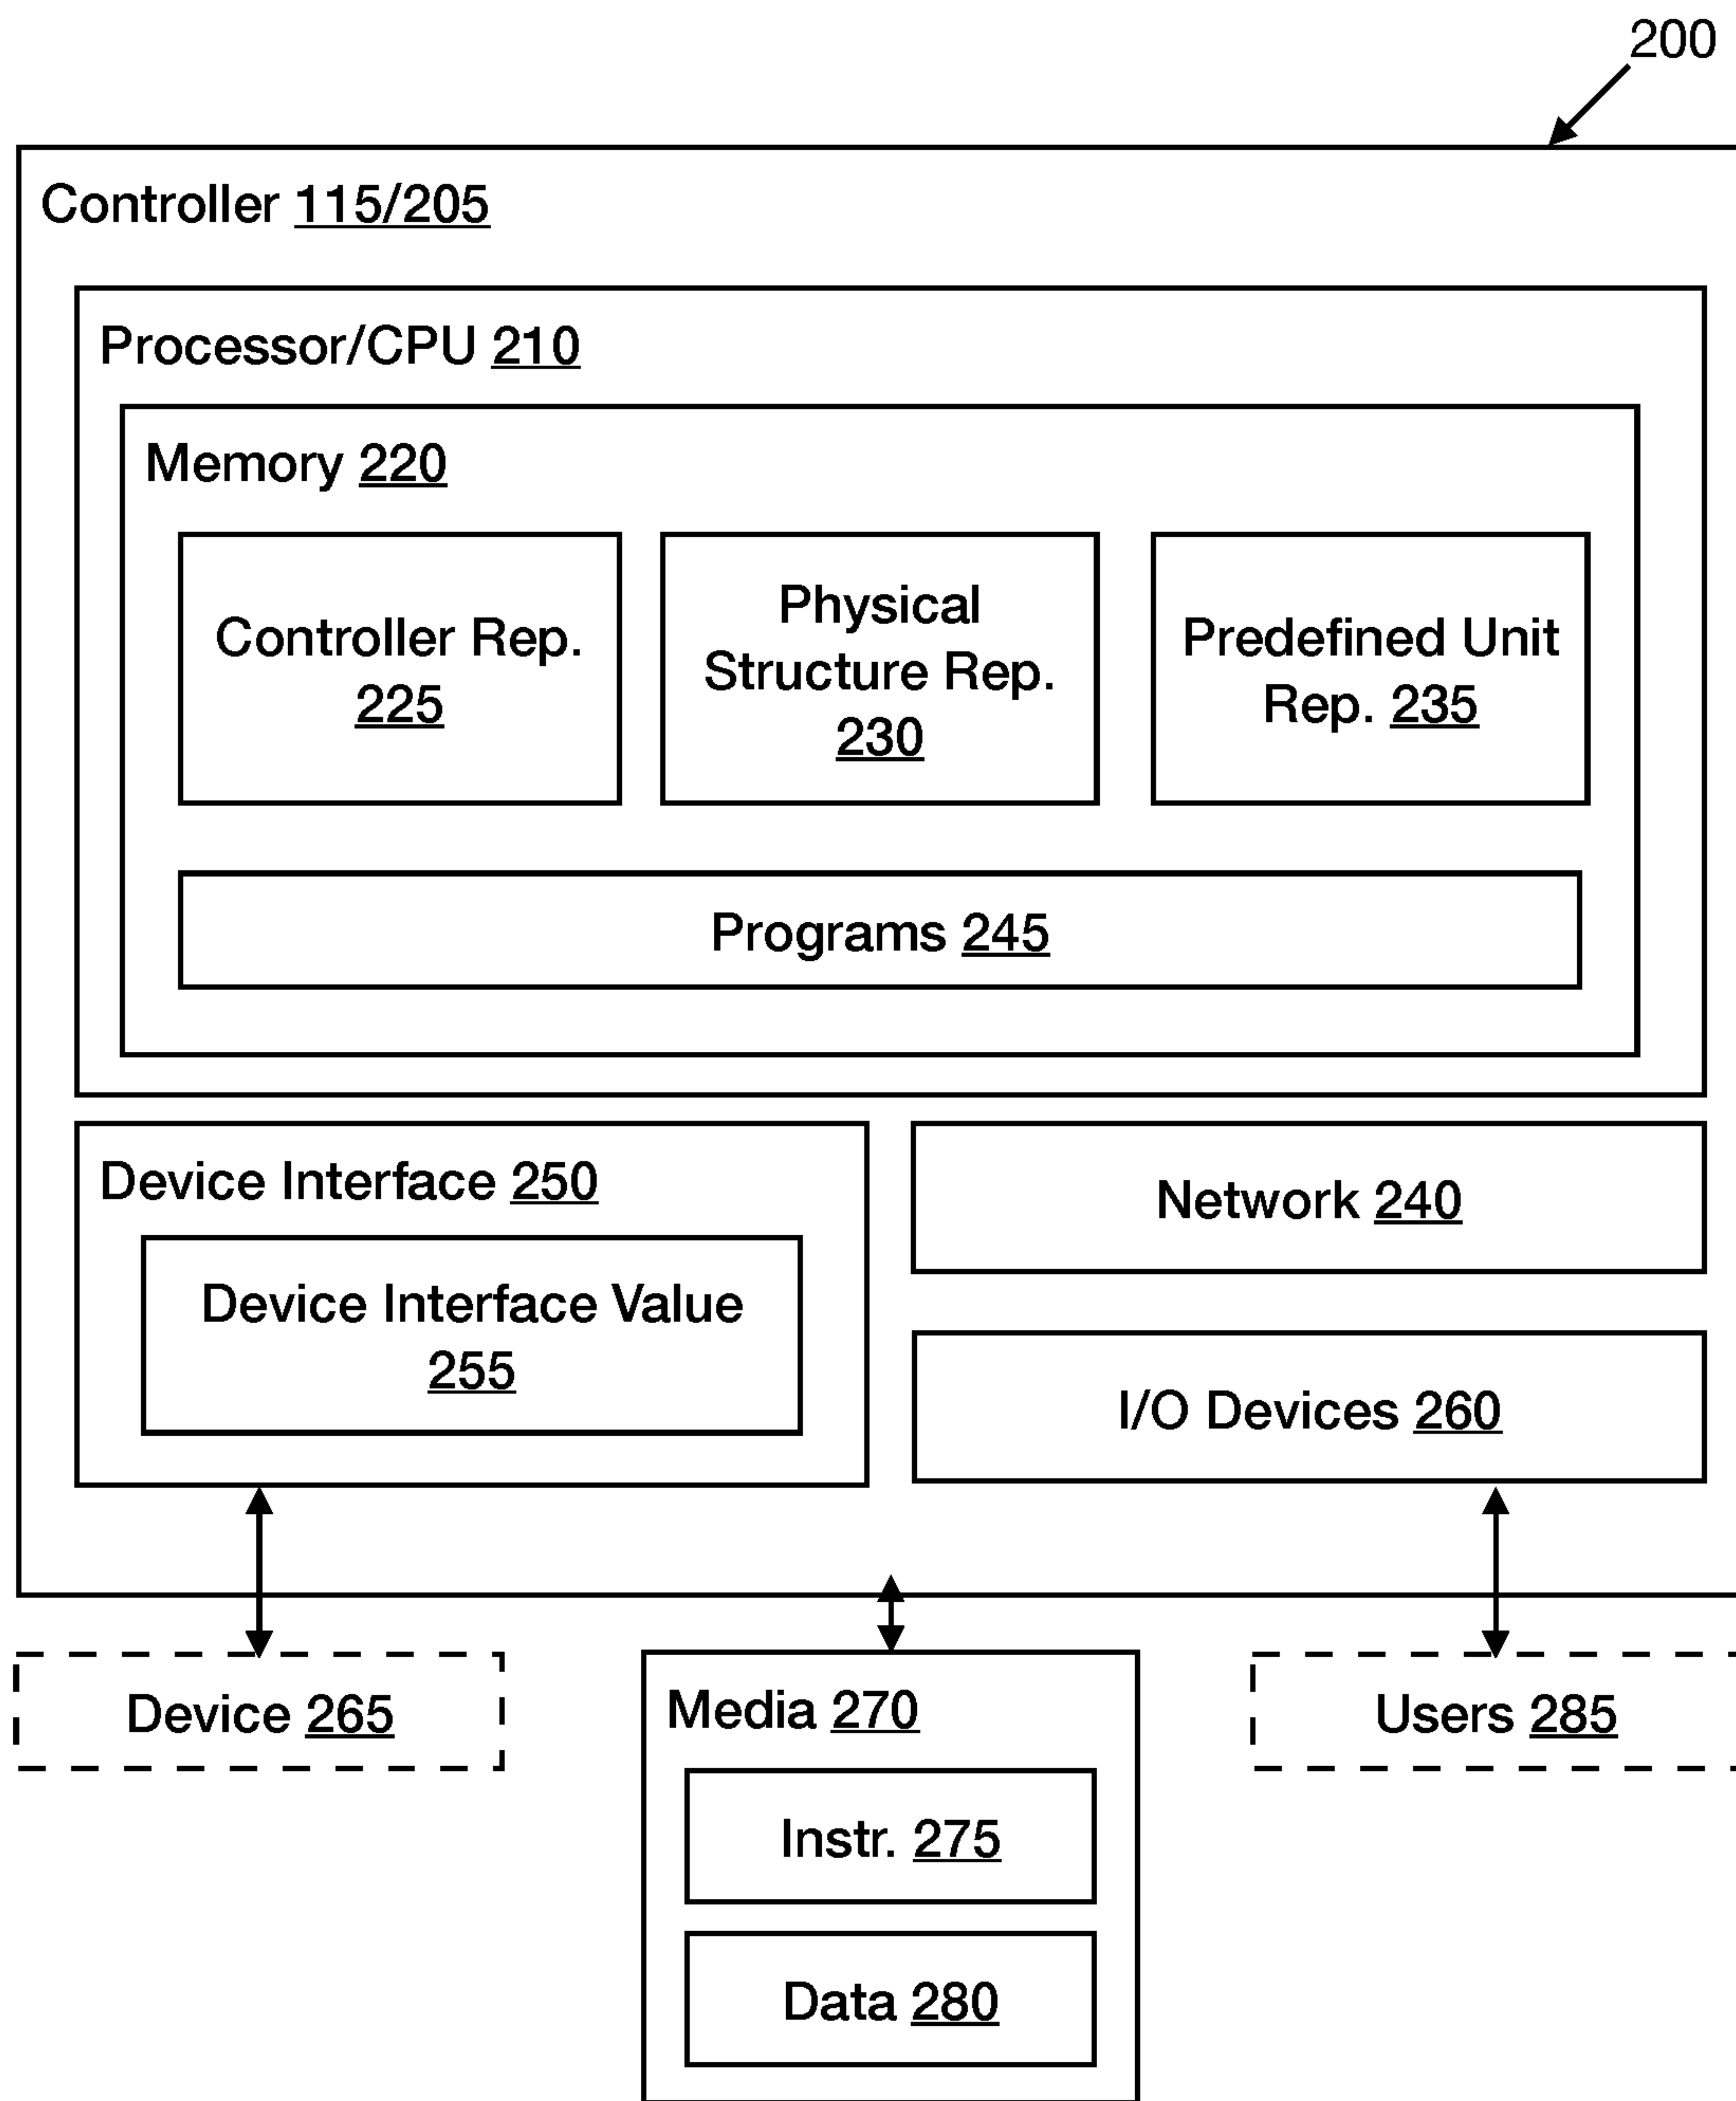 200
Controller 115/205
Processor/CPU 210
Memory 220
Controller Rep.
225
Physical
Structure Rep.
230
Predefined Unit
Rep. 235
Programs 245
Device Interface 250
Device Interface Value
255
Network 240
I/O Devices 260
Device 265
Media 270
Instr. 275
Data 280
Users 285